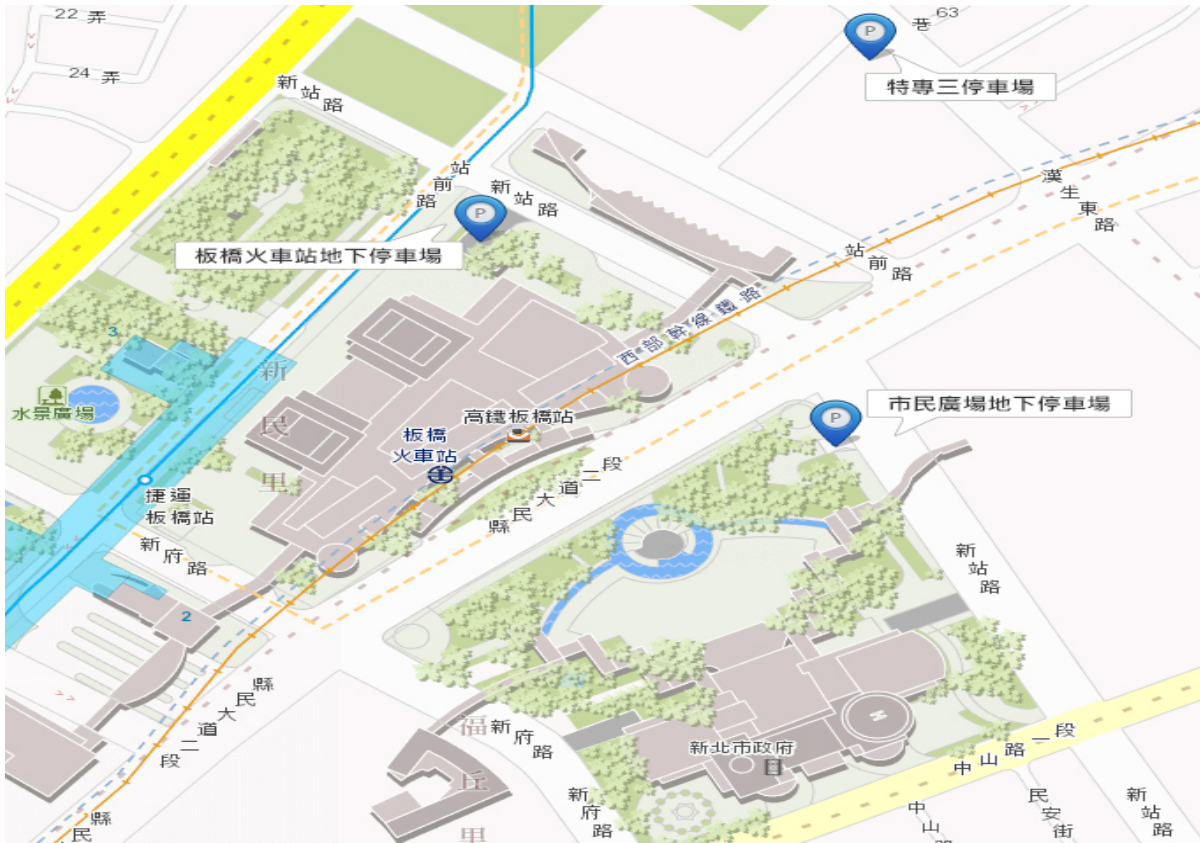 22 弄
63
巷
24 弄
特專三停車場
新站路
站前路
新站路
漢生東路
板橋火車站地下停車場
站前路
西部幹線鐵路
3
新民里
水景廣場
市民廣場地下停車場
高鐵板橋站
板橋
火車站
縣民大道二段
捷運
板橋站
新府路
新站路
2
縣民大道二段
福丘里
新府路
新北市政府
中山路一段
新府路
中山路
民安街
新站路
縣民